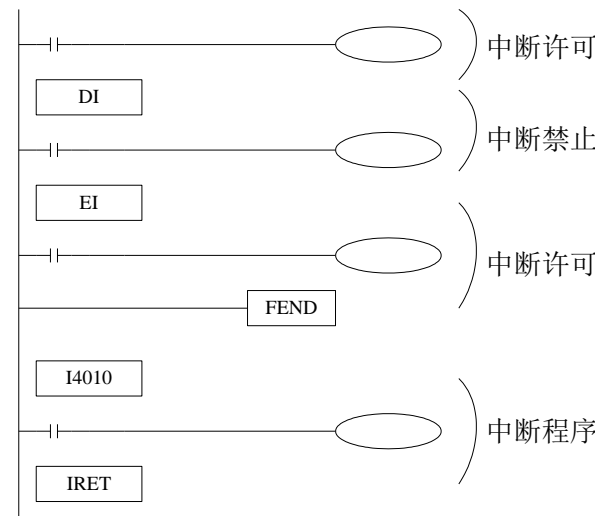 中断许可
DI
中断禁止
EI
中断许可
FEND
I4010
中断程序
IRET